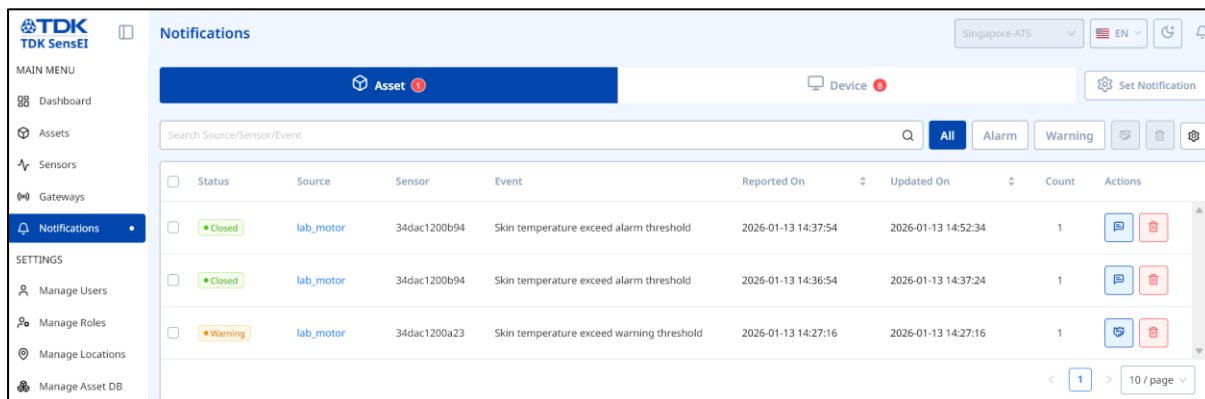 TDK
TDK SensEI
Notifications
Singapore-ATS
EN
MAIN MENU
Dashboard
Assets
Sensors
Gateways
Notifications
SETTINGS
Manage Users
Manage Roles
Manage Locations
Manage Asset DB
Asset 1
Device 8
Set Notification
Search Source/Sensor/Event
All
Alarm
Warning
Status Source Sensor Event Reported On Updated On Count Actions
Closed lab_motor 34dac1200b94 Skin temperature exceed alarm threshold 2026-01-13 14:37:54 2026-01-13 14:52:34 1
Closed lab_motor 34dac1200b94 Skin temperature exceed alarm threshold 2026-01-13 14:36:54 2026-01-13 14:37:24 1
Warning lab_motor 34dac1200a23 Skin temperature exceed warning threshold 2026-01-13 14:27:16 2026-01-13 14:27:16 1
< 1 > 10 / page